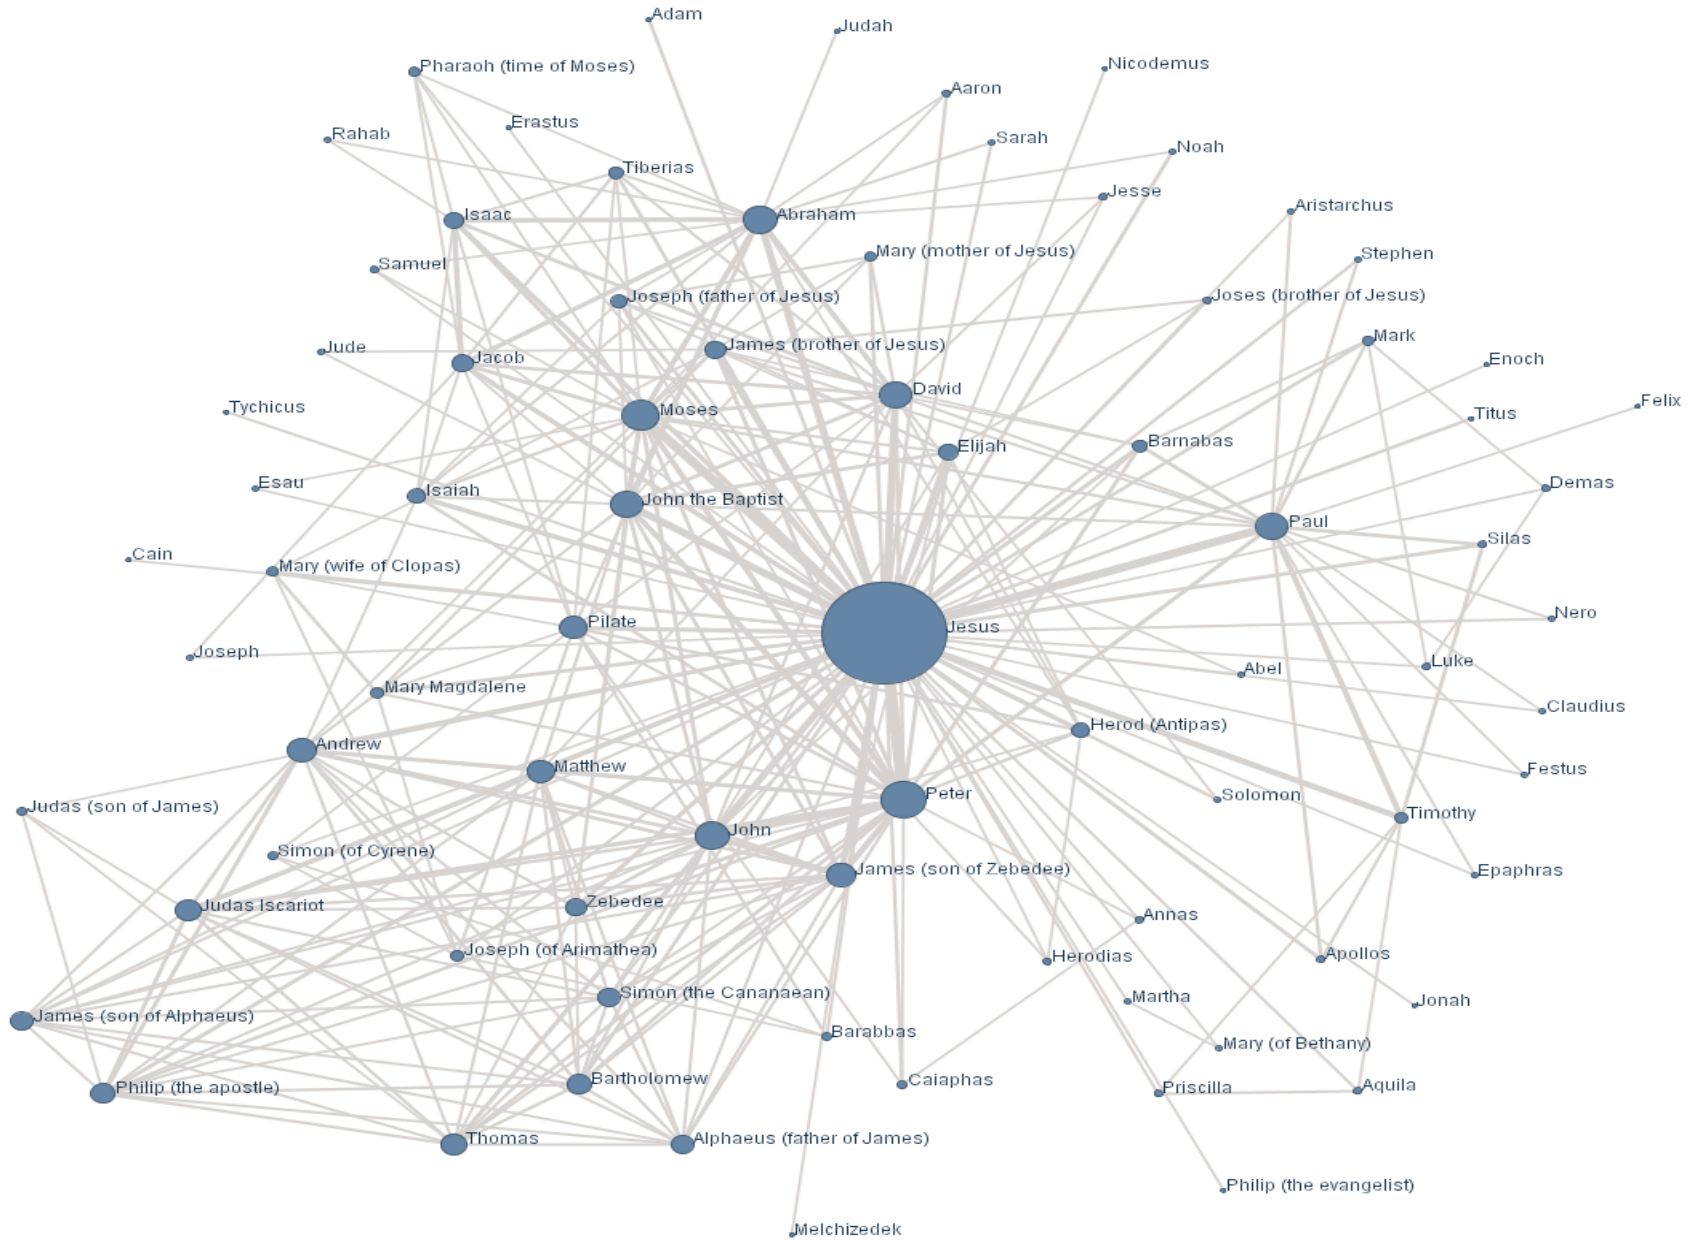 Adam
Judah
Nicodemus
Pharaoh (time of Moses)
Aaron
Erastus
Rahab
Sarah
Noah
Tiberias
Jesse
Aristarchus
Isaac
Abraham
Mary (mother of Jesus)
Stephen
Samuel
Joseph (father of Jesus)
Joses (brother of Jesus)
Mark
Jude
James (brother of Jesus)
Jacob
Enoch
David
Felix
Tychicus
Moses
Titus
Elijah
Barnabas
Esau
Isaiah
John the Baptist
Demas
Paul
Silas
Cain
Mary (wife of Clopas)
Nero
Pilate
Jesus
Joseph
Luke
Abel
Mary Magdalene
Claudius
Herod (Antipas)
Andrew
Matthew
Festus
Peter
Solomon
Judas (son of James)
Timothy
John
Simon (of Cyrene)
James (son of Zebedee)
Epaphras
Judas Iscariot
Zebedee
Annas
Joseph (of Arimathea)
Herodias
Apollos
Simon (the Cananaean)
Martha
Jonah
James (son of Alphaeus)
Barabbas
Mary (of Bethany)
Bartholomew
Caiaphas
Philip (the apostle)
Priscilla
Aquila
Thomas
Alphaeus (father of James)
Philip (the evangelist)
Melchizedek